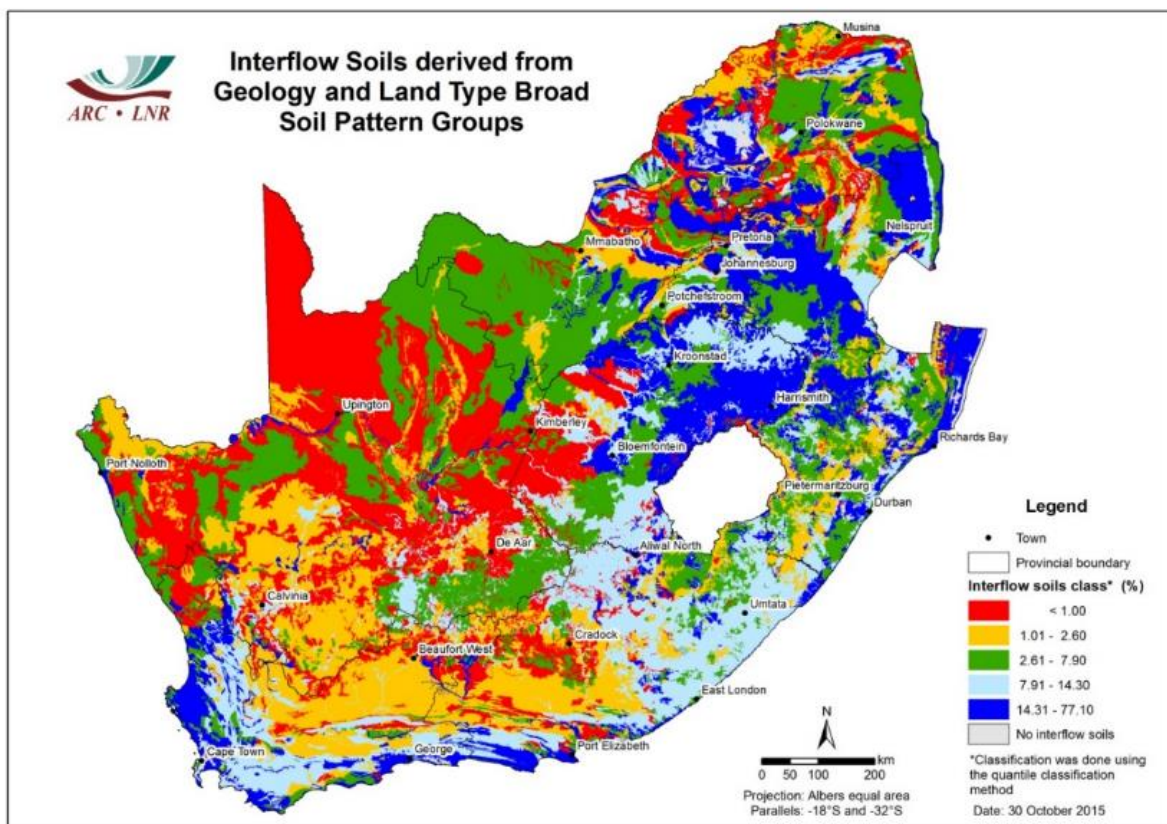 ARC • LNR
Interflow Soils derived from
Geology and Land Type Broad
Soil Pattern Groups
Musina
Polokwane
Nelspruit
Mmabatho
Pretoria
Johannesburg
Potchefstroom
Kroonstad
Harrismith
Upington
Kimberley
Bloemfontein
Richards Bay
Port Nolloth
Pietermaritzburg
Durban
De Aar
Aliwal North
Calvinia
Umtata
Cradock
Beaufort West
East London
Port Elizabeth
George
Cape Town
Legend
Town
Provincial boundary
Interflow soils class* (%)
< 1.00
1.01 - 2.60
2.61 - 7.90
7.91 - 14.30
14.31 - 77.10
No interflow soils
*Classification was done using
the quantile classification
method
Date: 30 October 2015
N
0 50 100 200
km
Projection: Albers equal area
Parallels: -18°S and -32°S